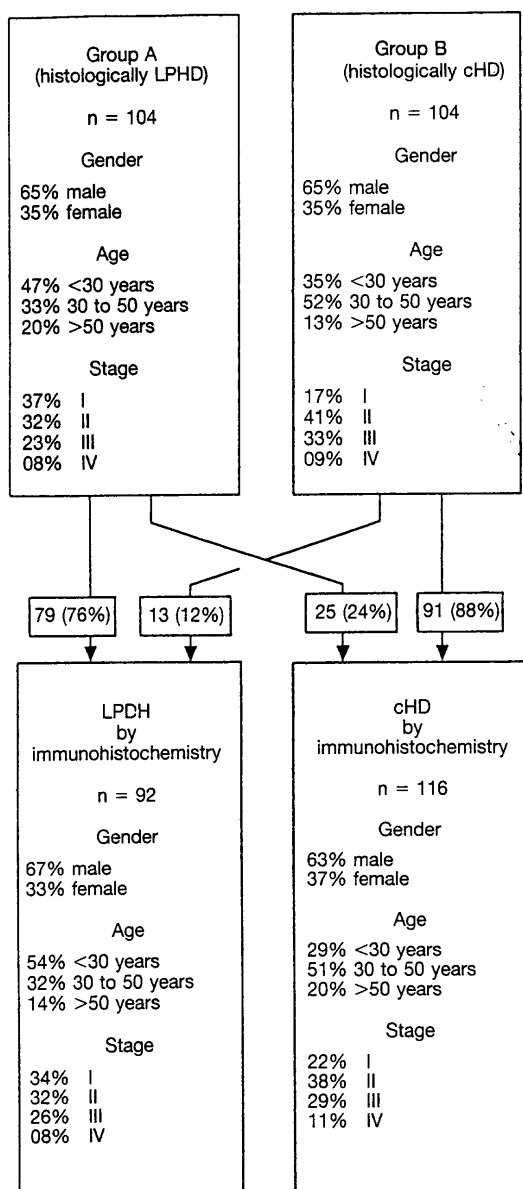 Group A
(histologically LPHD)
n = 104
Gender
65% male
35% female
Age
47% <30 years
33% 30 to 50 years
20% >50 years
Stage
37% I
32% II
23% III
08% IV
Group B
(histologically cHD)
n = 104
Gender
65% male
35% female
Age
35% <30 years
52% 30 to 50 years
13% >50 years
Stage
17% I
41% II
33% III
09% IV
79 (76%)
13 (12%)
25 (24%)
91 (88%)
LPDH
by
immunohistochemistry
n = 92
Gender
67% male
33% female
Age
54% <30 years
32% 30 to 50 years
14% >50 years
Stage
34% I
32% II
26% III
08% IV
cHD
by
immunohistochemistry
n = 116
Gender
63% male
37% female
Age
29% <30 years
51% 30 to 50 years
20% >50 years
Stage
22% I
38% II
29% III
11% IV